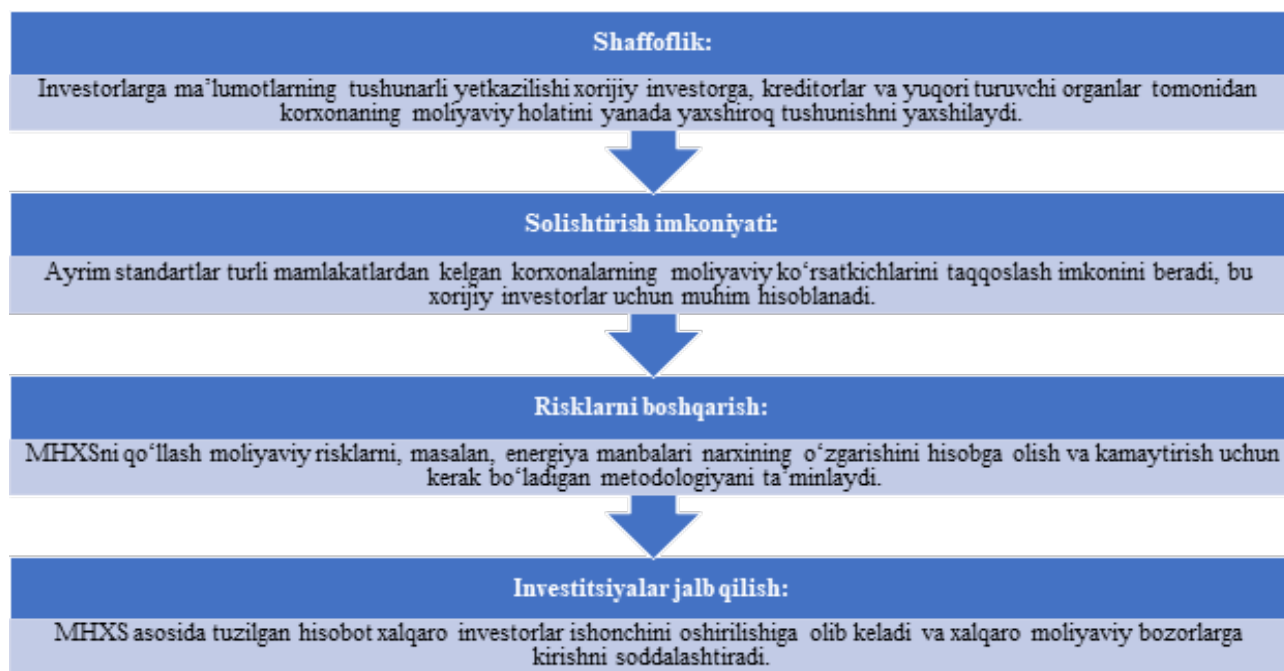 Shaffoflik:
Investorlarga ma’lumotlarning tushunarli yetkazilishi xorijiy investorga, kreditorlar va yuqori turuvchi organlar tomonidan
korxonaning moliyaviy holatini yanada yaxshiroq tushunishni yaxshilaydi.
Solishtirish imkoniyati:
Ayrim standartlar turli mamlakatlardan kelgan korxonalarning moliyaviy ko‘rsatkichlarini taqqoslash imkonini beradi, bu
xorijiy investorlar uchun muhim hisoblanadi.
Risklarni boshqarish:
MHXSni qo‘llash moliyaviy risklarni, masalan, energiya manbalari narxining o‘zgarishini hisobga olish va kamaytirish uchun
kerak bo‘ladigan metodologiyani ta’minlaydi.
Investitsiyalar jalb qilish:
MHXS asosida tuzilgan hisobot xalqaro investorlar ishonchini oshirilishiga olib keladi va xalqaro moliyaviy bozorlarga
kirishni soddalashtiradi.